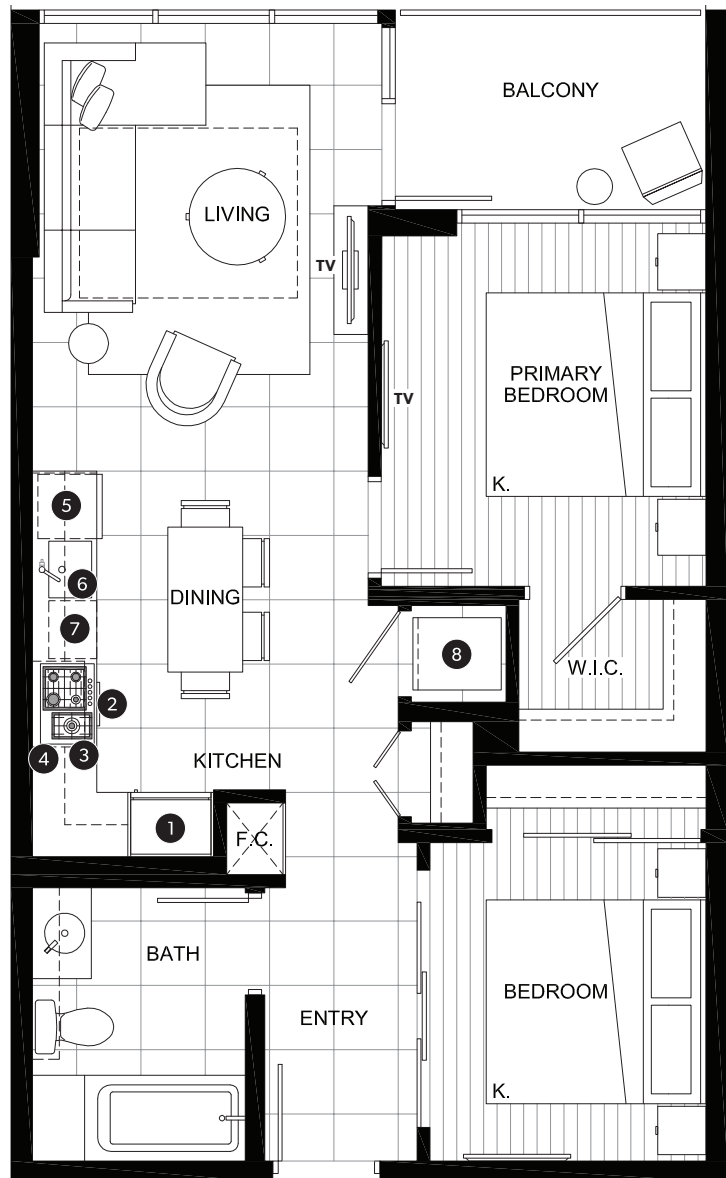 BALCONY
LIVING
TV
PRIMARY
BEDROOM
TV
K.
5
6
DINING
7
8
W.I.C.
2
4
3
KITCHEN
1
F.C.
BATH
BEDROOM
ENTRY
K.